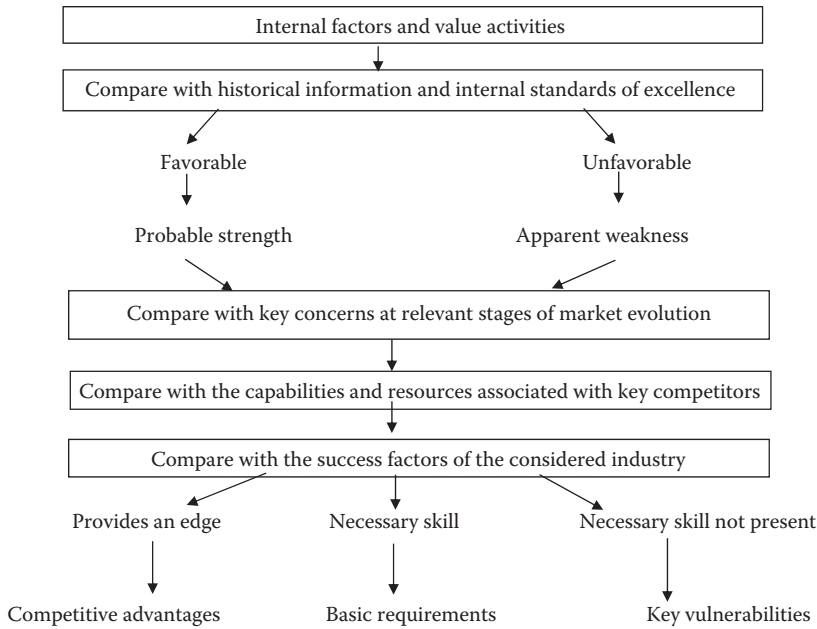 Internal factors and value activities
Compare with historical information and internal standards of excellence
Favorable
Unfavorable
Probable strength
Apparent weakness
Compare with key concerns at relevant stages of market evolution
Compare with the capabilities and resources associated with key competitors
Compare with the success factors of the considered industry
Provides an edge
Necessary skill
Necessary skill not present
Competitive advantages
Basic requirements
Key vulnerabilities